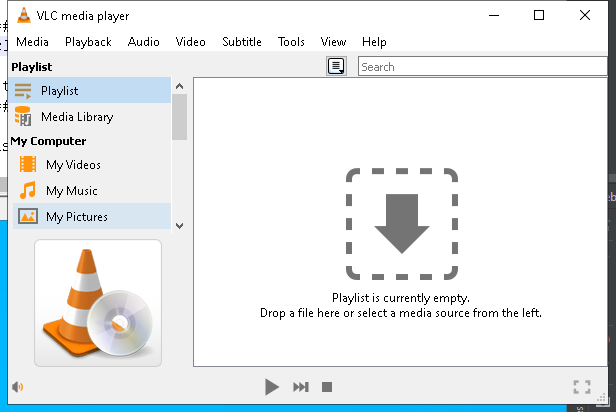 VLC media player
Media Playback Audio Video Subtitle Tools View Help
Playlist
Search
Playlist
Media Library
My Computer
My Videos
My Music
My Pictures
Playlist is currently empty.
Drop a file here or select a media source from the left.